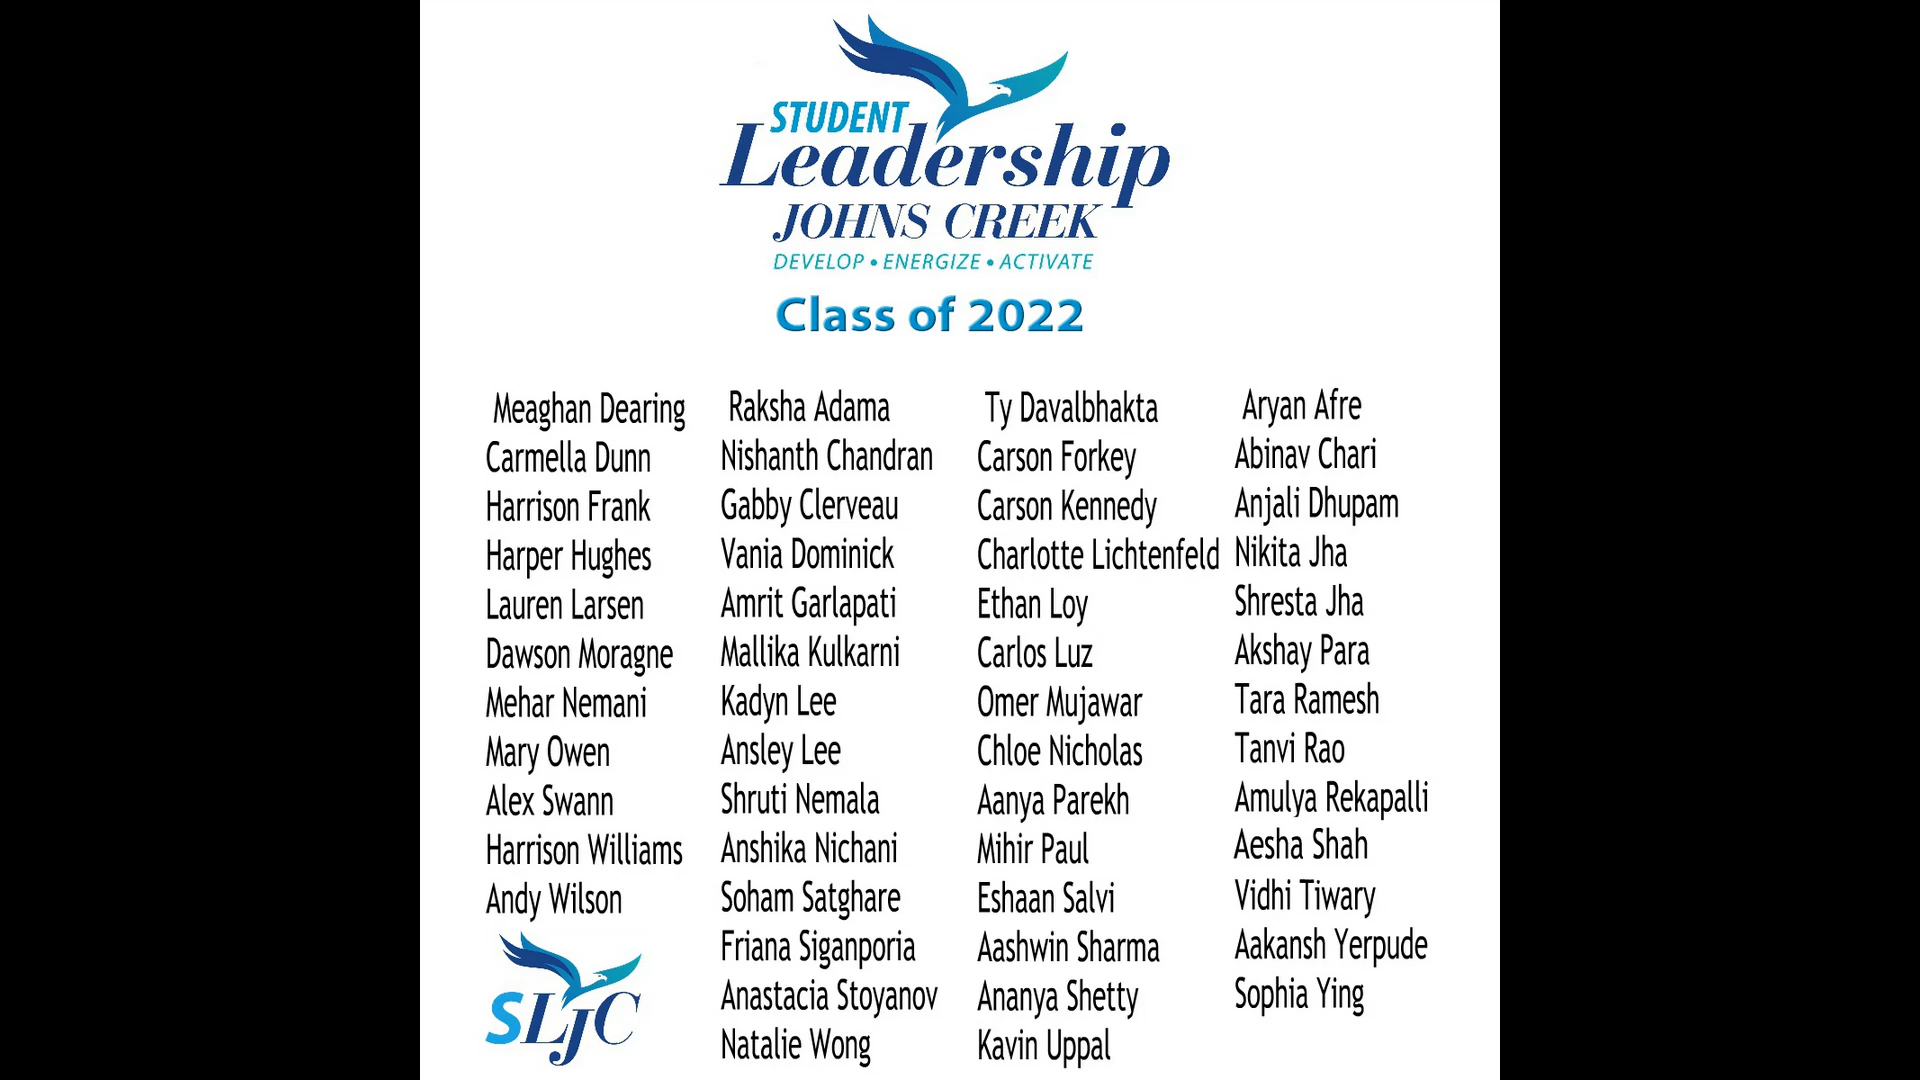 STUDENT
Leadership
JOHNS CREEK
DEVELOP • ENERGIZE • ACTIVATE
Class of 2022
Meaghan Dearing
Carmella Dunn
Harrison Frank
Harper Hughes
Lauren Larsen
Dawson Moragne
Mehar Nemani
Mary Owen
Alex Swann
Harrison Williams
Andy Wilson
SLJC
Raksha Adama
Nishanth Chandran
Gabby Clerveau
Vania Dominick
Amrit Garlapati
Mallika Kulkarni
Kadyn Lee
Ansley Lee
Shruti Nemala
Anshika Nichani
Soham Satghare
Friana Siganporia
Anastacia Stoyanov
Natalie Wong
Ty Davalbhakta
Carson Forkey
Carson Kennedy
Charlotte Lichtenfeld
Ethan Loy
Carlos Luz
Omer Mujawar
Chloe Nicholas
Aanya Parekh
Mihir Paul
Eshaan Salvi
Aashwin Sharma
Ananya Shetty
Kavin Uppal
Aryan Afre
Abinav Chari
Anjali Dhupam
Nikita Jha
Shresta Jha
Akshay Para
Tara Ramesh
Tanvi Rao
Amulya Rekapalli
Aesha Shah
Vidhi Tiwary
Aakansh Yerpude
Sophia Ying